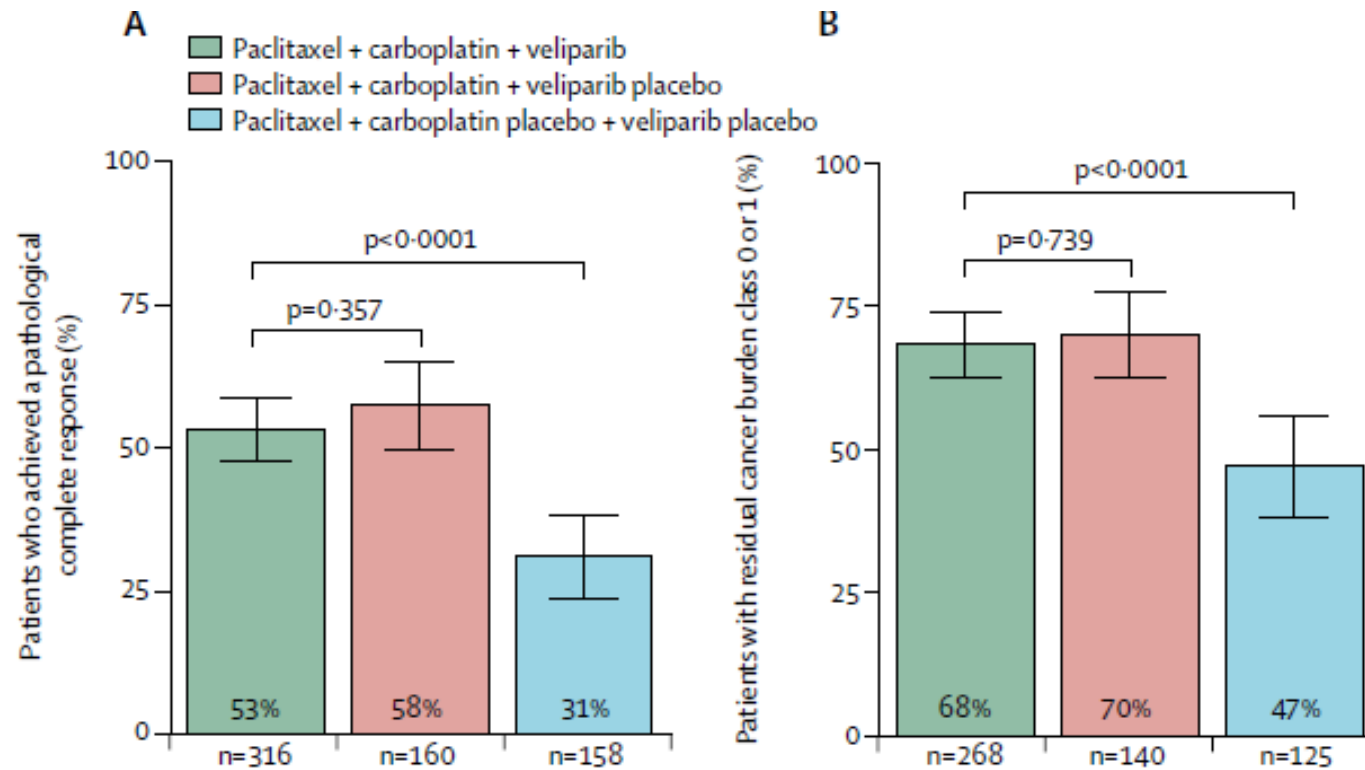 A
Paclitaxel + carboplatin + veliparib
Paclitaxel + carboplatin + veliparib placebo
Paclitaxel + carboplatin placebo + veliparib placebo
Patients who achieved a pathological
complete response (%)
100
75
50
25
0
p<0·0001
p=0·357
53%
58%
31%
n=316
n=160
n=158
B
Patients with residual cancer burden class 0 or 1 (%)
100
75
50
25
0
p<0·0001
p=0·739
68%
70%
47%
n=268
n=140
n=125